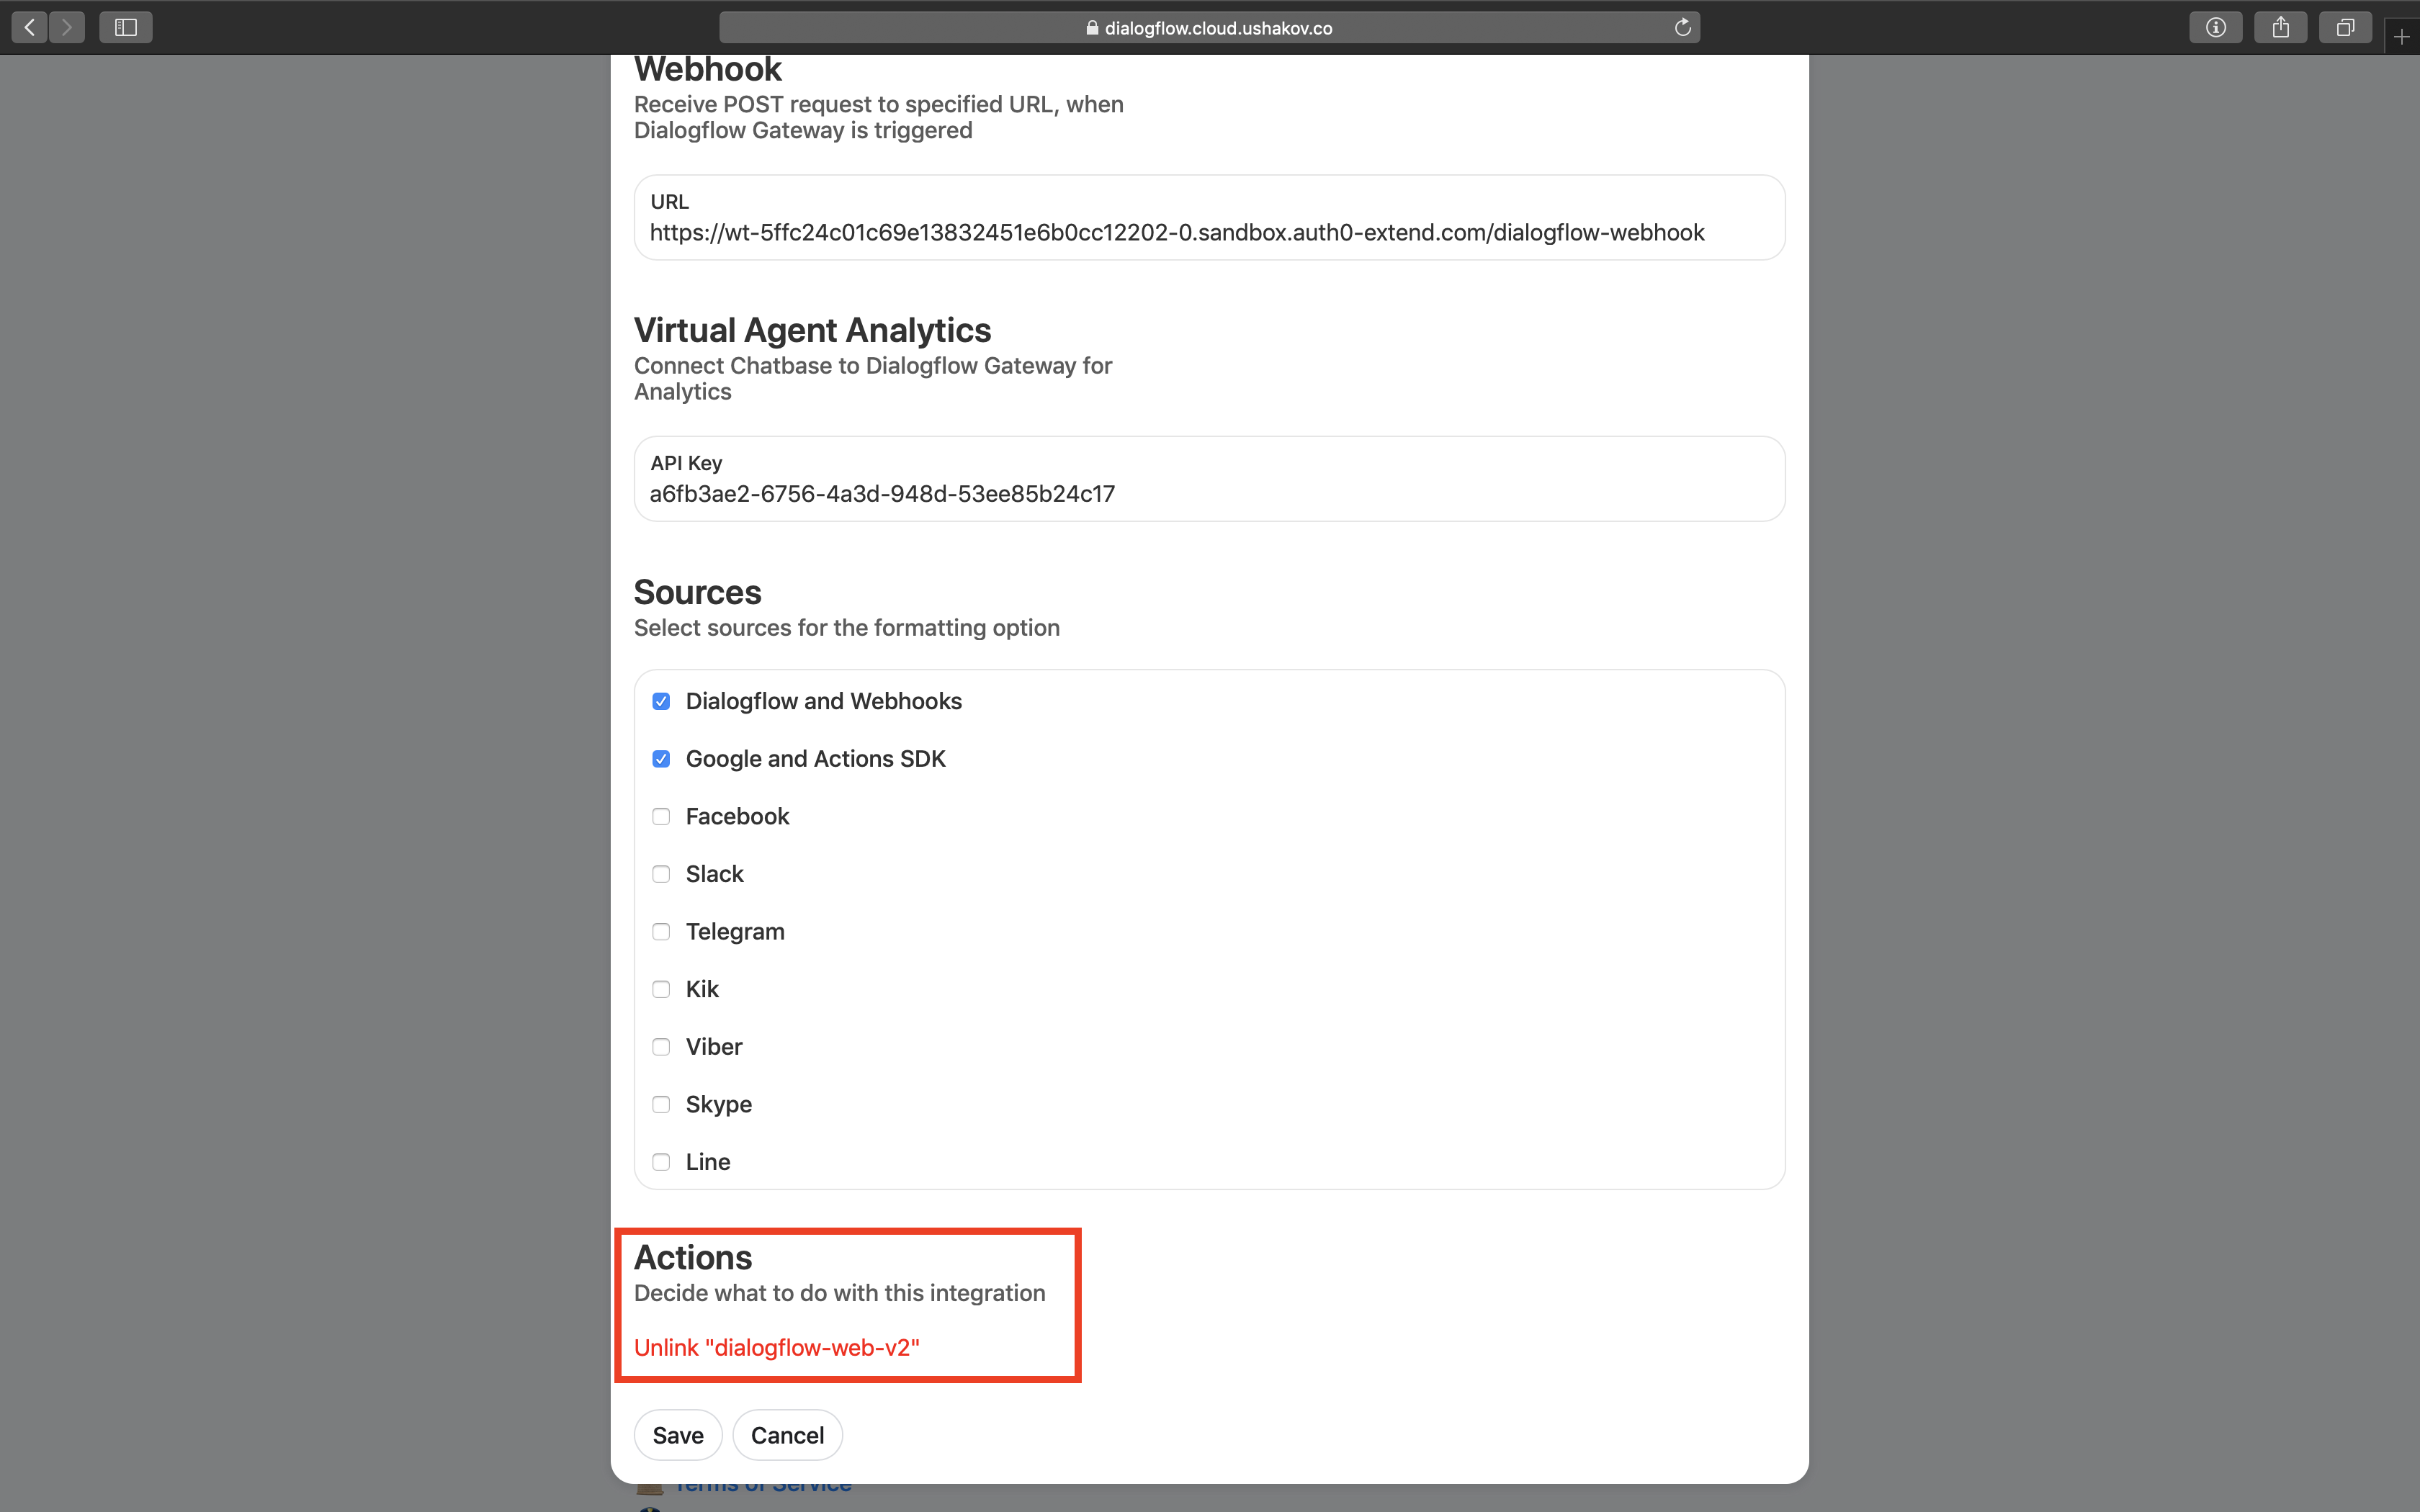 dialogflow.cloud.ushakov.co
Webhook
Receive POST request to specified URL, when
Dialogflow Gateway is triggered
URL
https://wt-5ffc24c01c69e13832451e6b0cc12202-0.sandbox.auth0-extend.com/dialogflow-webhook
Virtual Agent Analytics
Connect Chatbase to Dialogflow Gateway for
Analytics
API Key
a6fb3ae2-6756-4a3d-948d-53ee85b24c17
Sources
Select sources for the formatting option
Dialogflow and Webhooks
Google and Actions SDK
Facebook
Slack
Telegram
Kik
Viber
Skype
Line
Actions
Decide what to do with this integration
Unlink "dialogflow-web-v2"
Save Cancel
Terms of Service